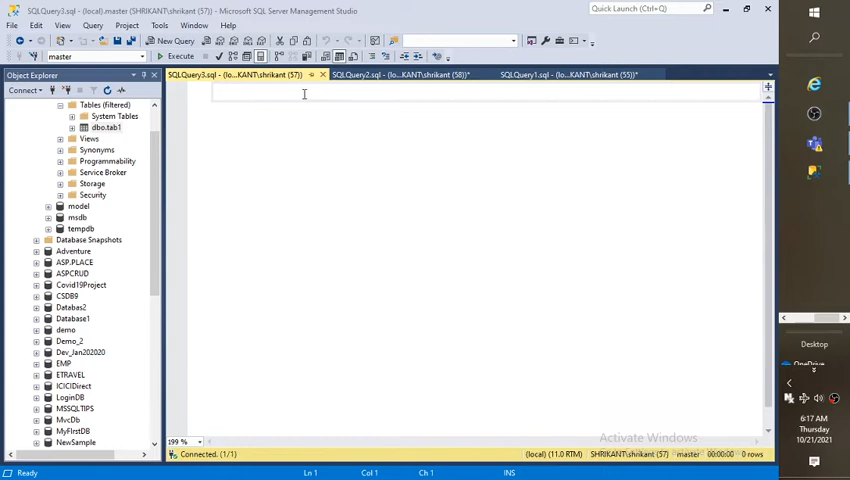 SQLQuery3.sql - (local).master (SHRIKANT\shrikant (57)) - Microsoft SQL Server Management Studio
Quick Launch (Ctrl+Q)
File Edit View Query Project Tools Window Help
New Query
master
Execute
Object Explorer
SQLQuery3.sql - (lo...KANT\shrikant (57))
SQLQuery2.sql - (lo...KANT\shrikant (58))*
SQLQuery1.sql - (lo...KANT\shrikant (55))*
Connect
Tables (filtered)
System Tables
dbo.tab1
Views
Synonyms
Programmability
Service Broker
Storage
Security
model
msdb
tempdb
Database Snapshots
Adventure
ASP.PLACE
ASPCRUD
Covid19Project
CSDB9
Databas2
Database1
demo
Demo_2
Dev_Jan202020
EMP
ETRAVEL
ICICIDirect
LoginDB
MSSQLTIPS
MvcDb
MyFIrstDB
NewSample
199 %
Activate Windows
Connected. (1/1)
(local) (11.0 RTM)
SHRIKANT\shrikant (57)
master
00:00:00
0 rows
Ready
Ln 1
Col 1
Ch 1
INS
Desktop
OneDrive
6:17 AM
Thursday
10/21/2021